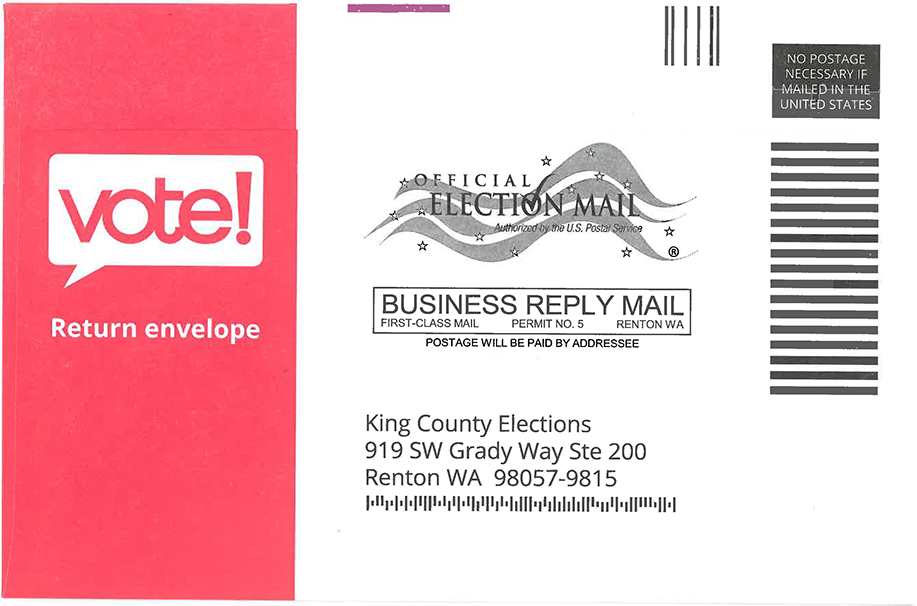 vote!
Return envelope
OFFICIAL
ELECTION MAIL
Authorized by the U.S. Postal Service
®
BUSINESS REPLY MAIL
FIRST-CLASS MAIL PERMIT NO. 5 RENTON WA
POSTAGE WILL BE PAID BY ADDRESSEE
King County Elections
919 SW Grady Way Ste 200
Renton WA 98057-9815
NO POSTAGE
NECESSARY IF
MAILED IN THE
UNITED STATES